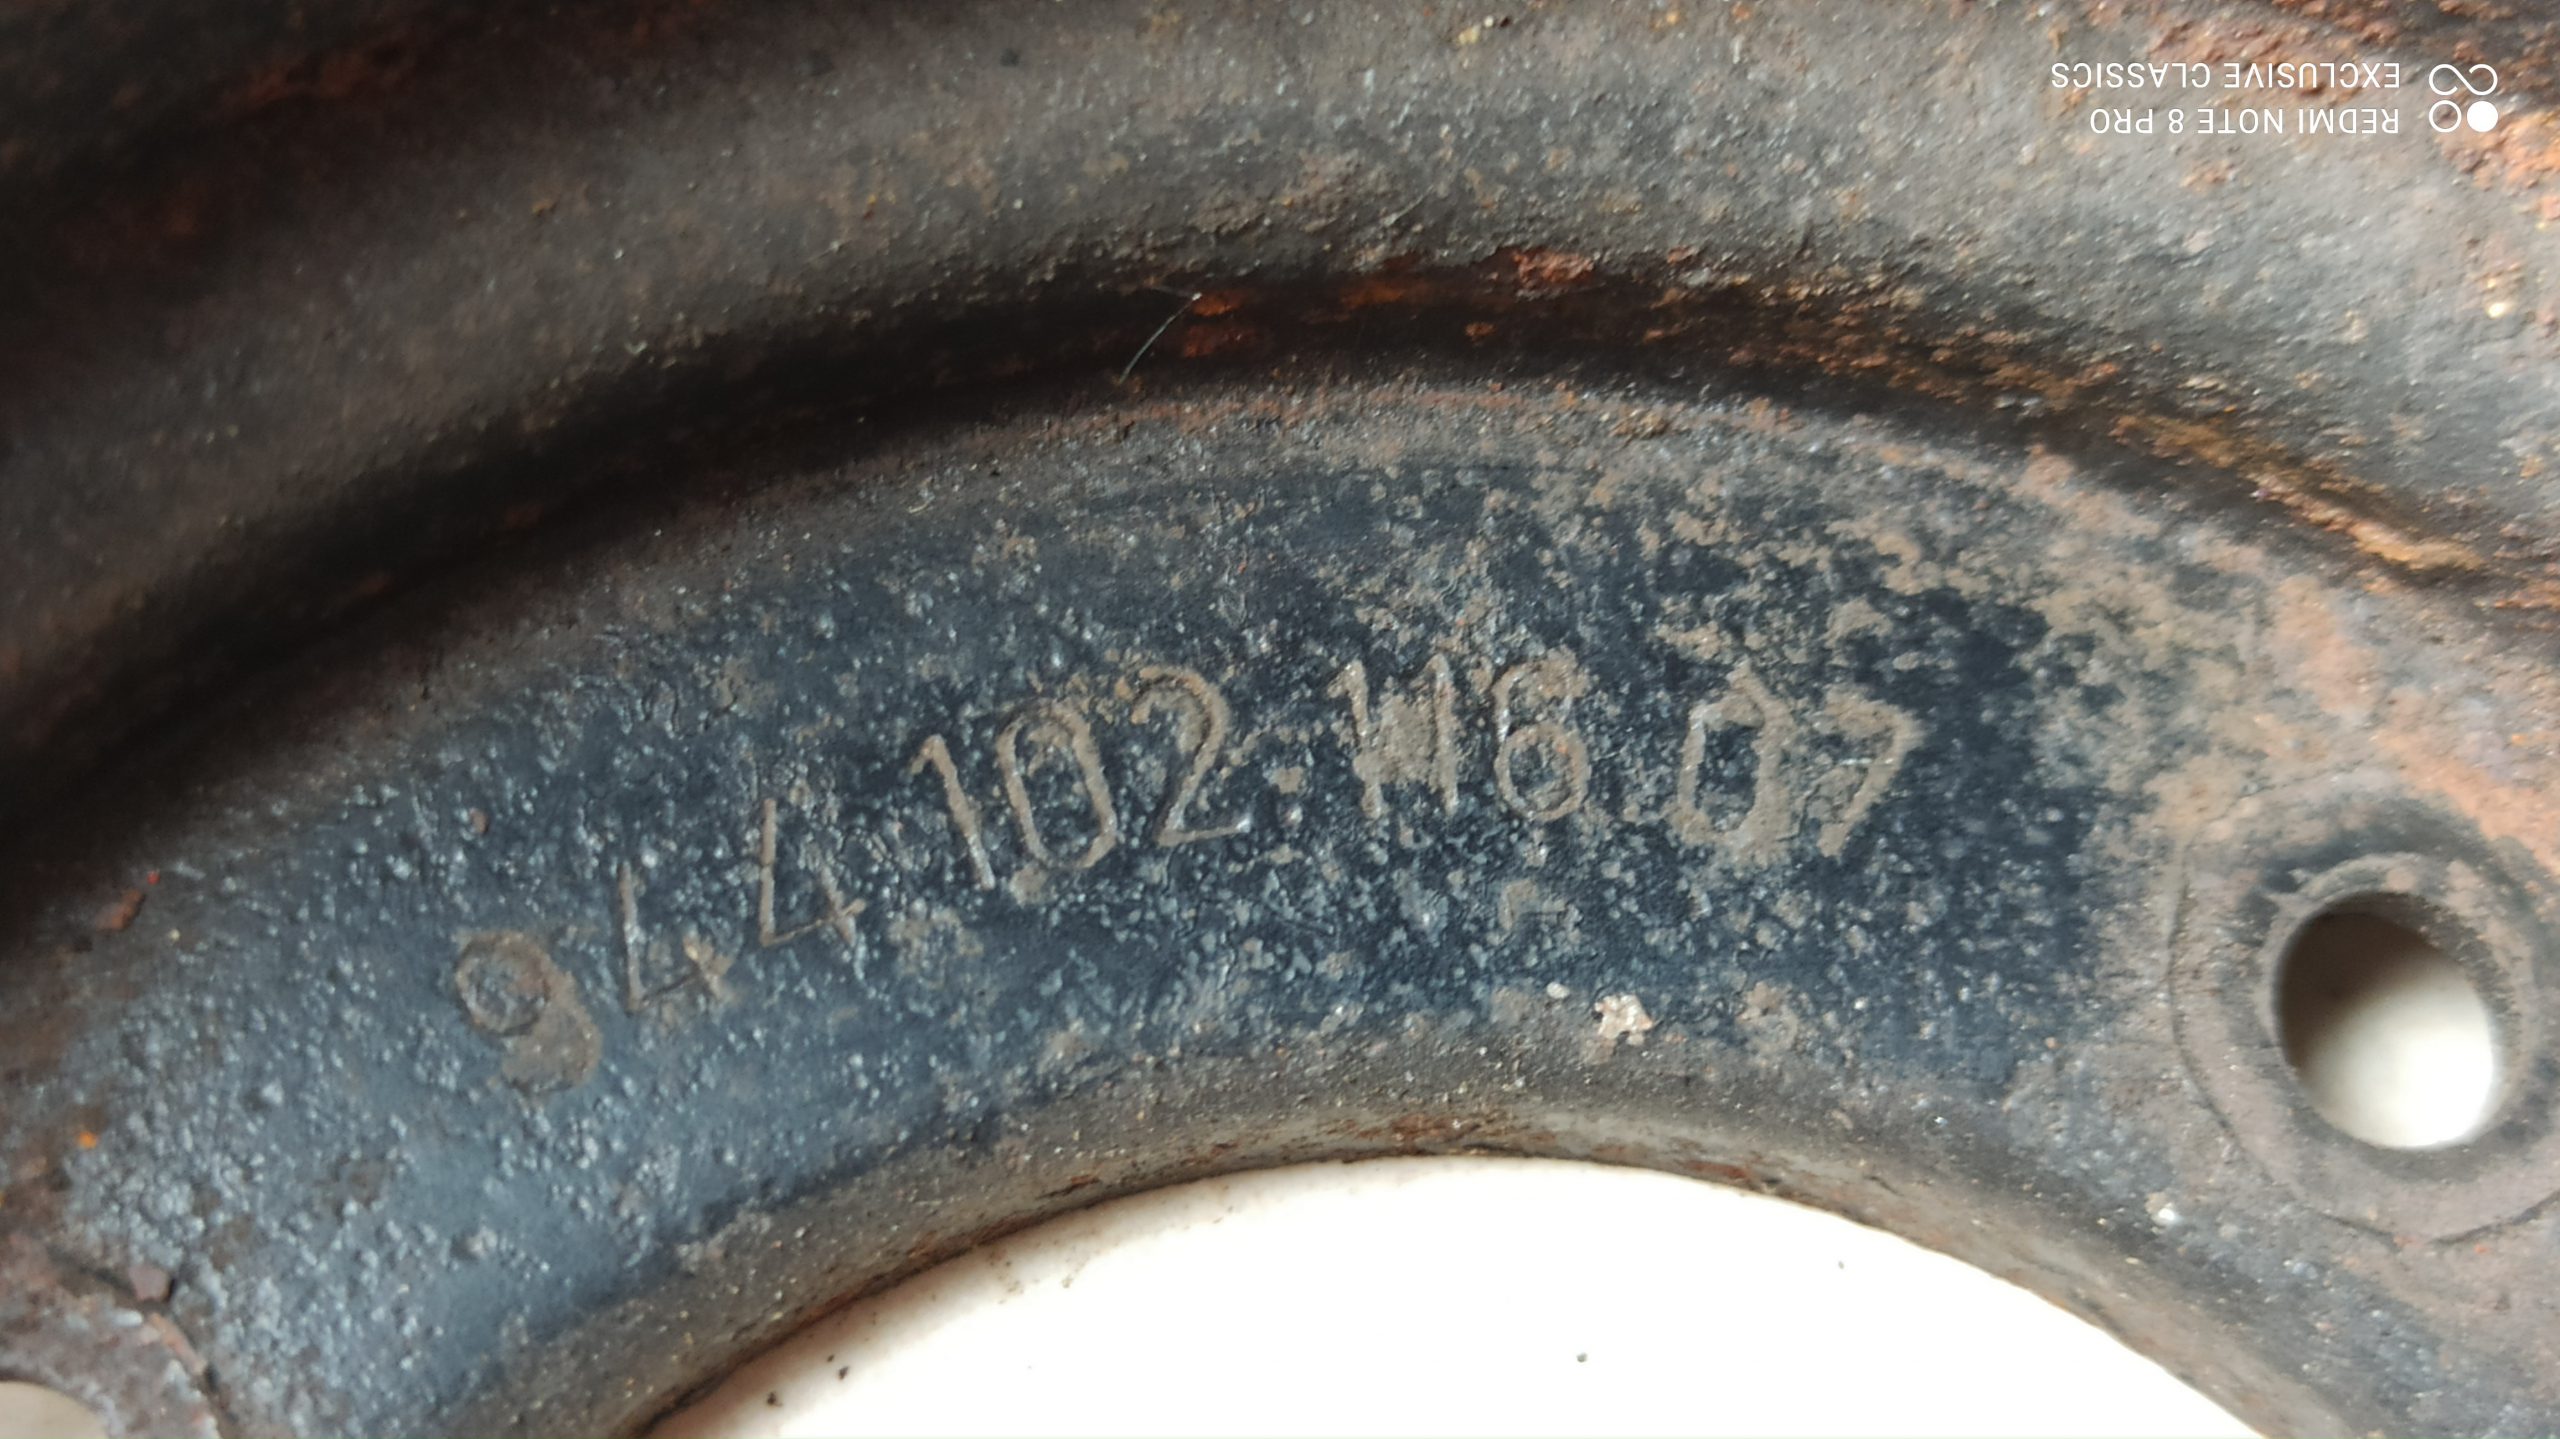 944 102.116 07
REDMI NOTE 8 PRO
EXCLUSIVE CLASSICS